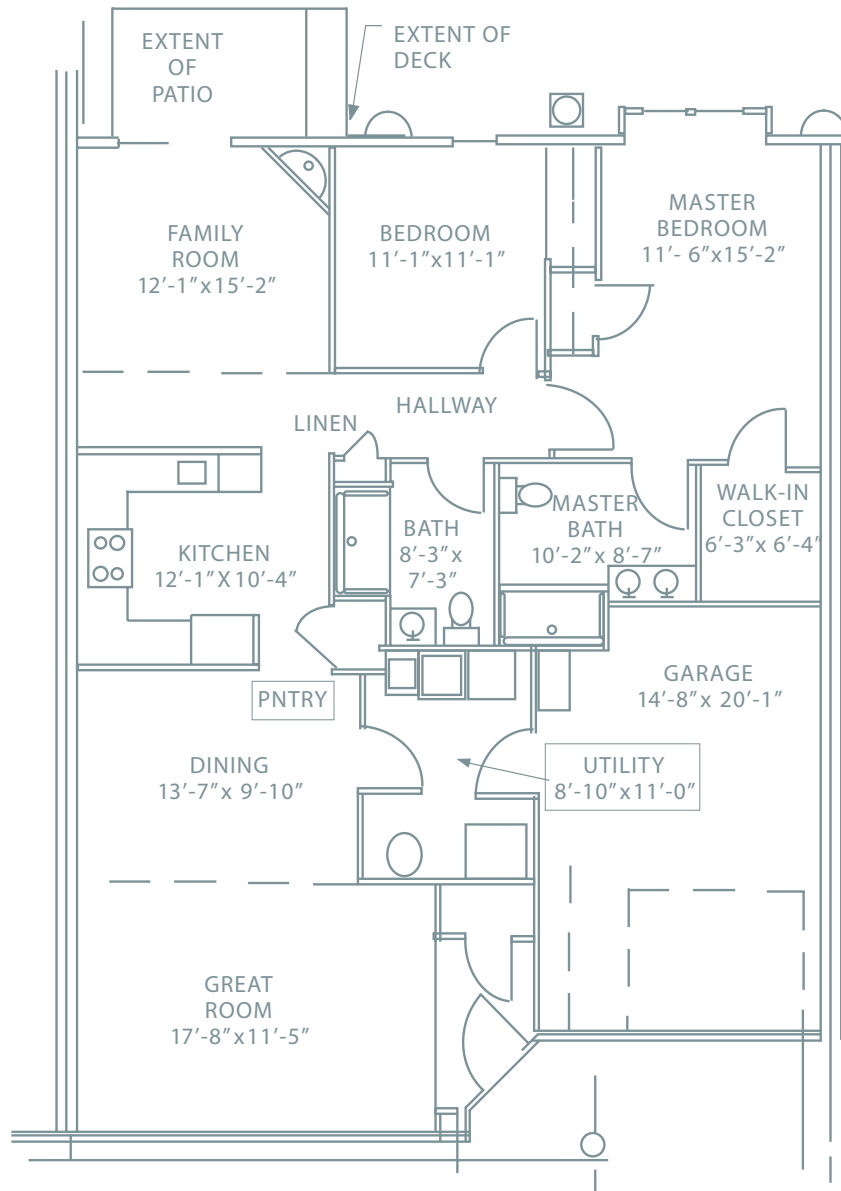 EXTENT
OF
PATIO
EXTENT OF
DECK
FAMILY
ROOM
12’-1”x15’-2”
BEDROOM
11’-1”x11’-1”
MASTER
BEDROOM
11’- 6”x15’-2”
HALLWAY
LINEN
KITCHEN
12’-1”X 10’-4”
BATH
8’-3”x
7’-3”
MASTER
BATH
10’-2”x 8’-7”
WALK-IN
CLOSET
6’-3”x 6’-4”
PNTRY
GARAGE
14’-8”x 20’-1”
DINING
13’-7”x 9’-10”
UTILITY
8’-10”x11’-0”
GREAT
ROOM
17’-8”x11’-5”